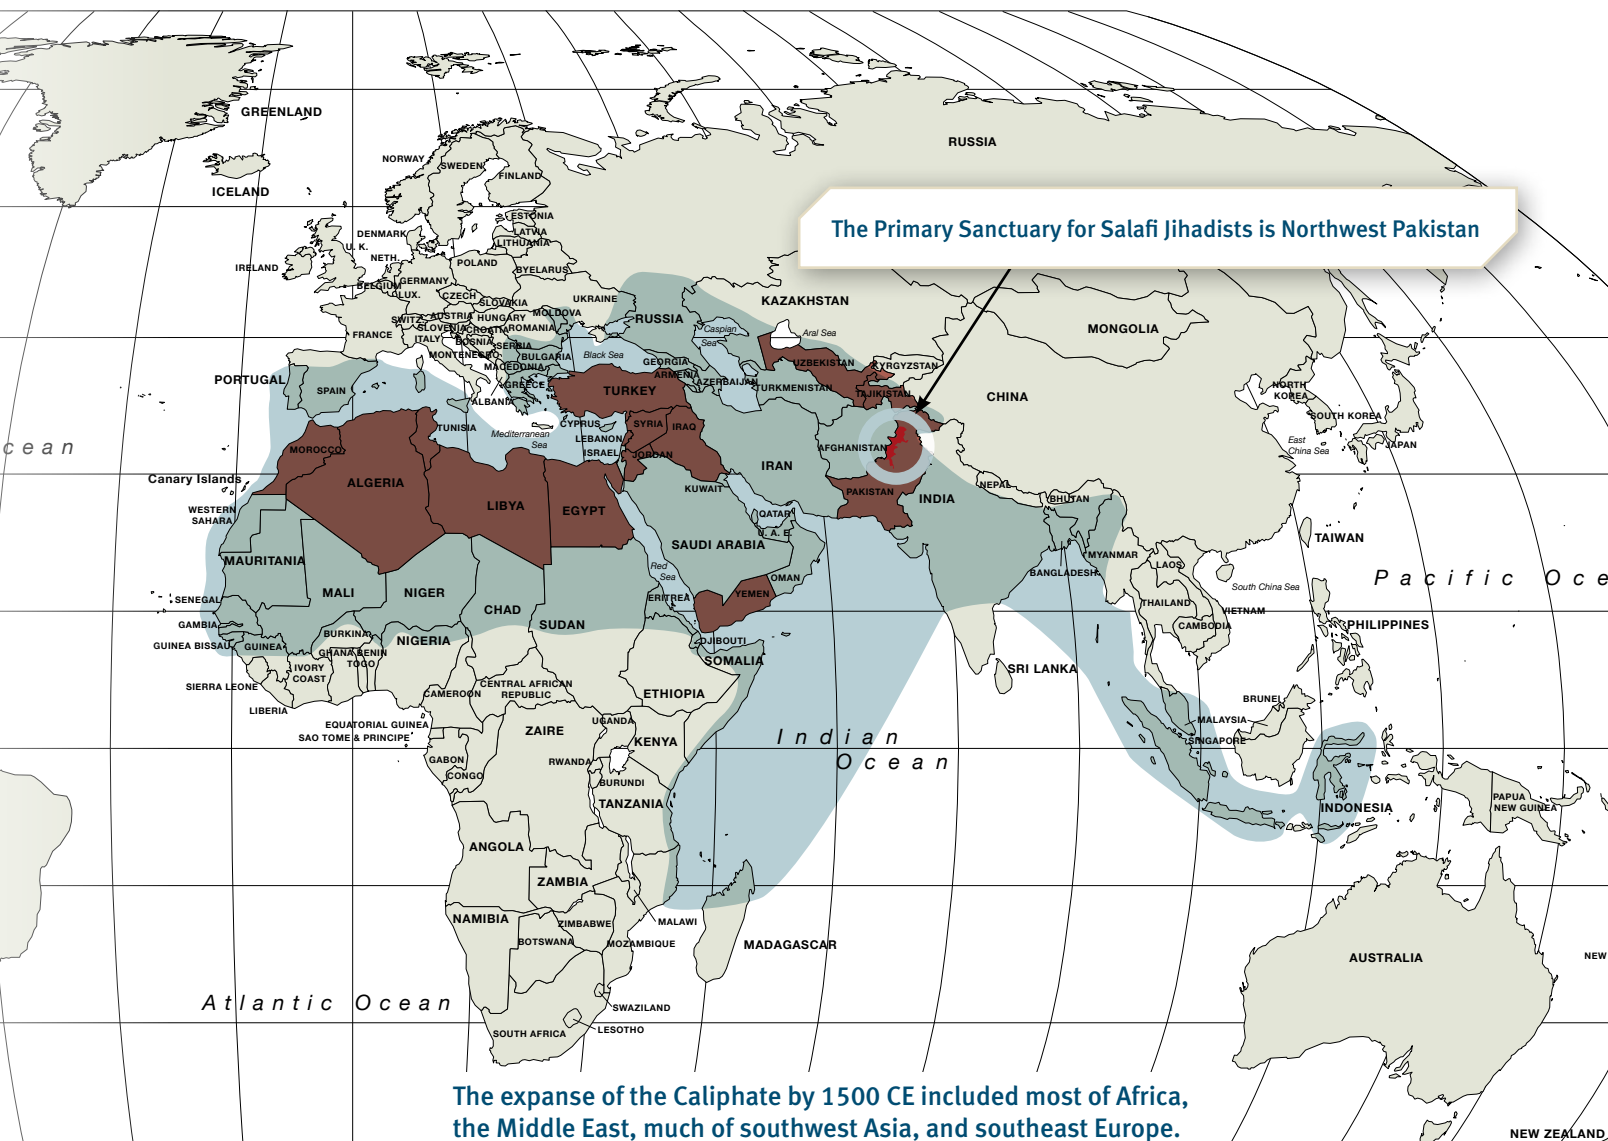 GREENLAND
RUSSIA
NORWAY
SWEDEN
FINLAND
ICELAND
The Primary Sanctuary for Salafi Jihadists is Northwest Pakistan
ESTONIA
LATVIA
LITHUANIA
DENMARK
U. K.
NETH.
IRELAND
POLAND
BYELARUS
BELGIUM
GERMANY
LUX.
CZECH
SLOVAKIA
UKRAINE
KAZAKHSTAN
MOLDOVA
SWITZ.
AUSTRIA
HUNGARY
RUSSIA
MONGOLIA
FRANCE
SLOVENIA
CROATIA
ROMANIA
Caspian
Sea
Aral Sea
ITALY
BOSNIA
SERBIA
MONTENEGRO
BULGARIA
Black Sea
GEORGIA
UZBEKISTAN
KYRGYZSTAN
MACEDONIA
ARMENIA
AZERBAIJAN
TURKMENISTAN
TAJIKISTAN
PORTUGAL
SPAIN
GREECE
ALBANIA
TURKEY
CHINA
NORTH
KOREA
SOUTH KOREA
JAPAN
East
China Sea
cean
TUNISIA
Mediterranean
Sea
CYPRUS
LEBANON
ISRAEL
SYRIA
IRAQ
JORDAN
AFGHANISTAN
IRAN
MOROCCO
Canary Islands
ALGERIA
LIBYA
EGYPT
KUWAIT
PAKISTAN
INDIA
NEPAL
BHUTAN
WESTERN
SAHARA
QATAR
U. A. E.
SAUDI ARABIA
TAIWAN
MAURITANIA
MYANMAR
LAOS
BANGLADESH
Red
Sea
OMAN
YEMEN
South China Sea
Pacific Oce
SENEGAL
MALI
NIGER
CHAD
SUDAN
ERITREA
THAILAND
VIETNAM
CAMBODIA
PHILIPPINES
GAMBIA
GUINEA BISSAU
GUINEA
BURKINA
NIGERIA
GHANA
BENIN
TOGO
IVORY
COAST
DJIBOUTI
SOMALIA
SRI LANKA
SIERRA LEONE
LIBERIA
CAMEROON
CENTRAL AFRICAN
REPUBLIC
ETHIOPIA
BRUNEI
MALAYSIA
SINGAPORE
EQUATORIAL GUINEA
SAO TOME & PRINCIPE
ZAIRE
UGANDA
KENYA
Indian
Ocean
GABON
CONGO
RWANDA
BURUNDI
TANZANIA
INDONESIA
PAPUA
NEW GUINEA
ANGOLA
ZAMBIA
NAMIBIA
ZIMBABWE
MALAWI
BOTSWANA
MOZAMBIQUE
MADAGASCAR
AUSTRALIA
NEW
Atlantic Ocean
SWAZILAND
SOUTH AFRICA
LESOTHO
The expanse of the Caliphate by 1500 CE included most of Africa,
the Middle East, much of southwest Asia, and southeast Europe.
NEW ZEALAND